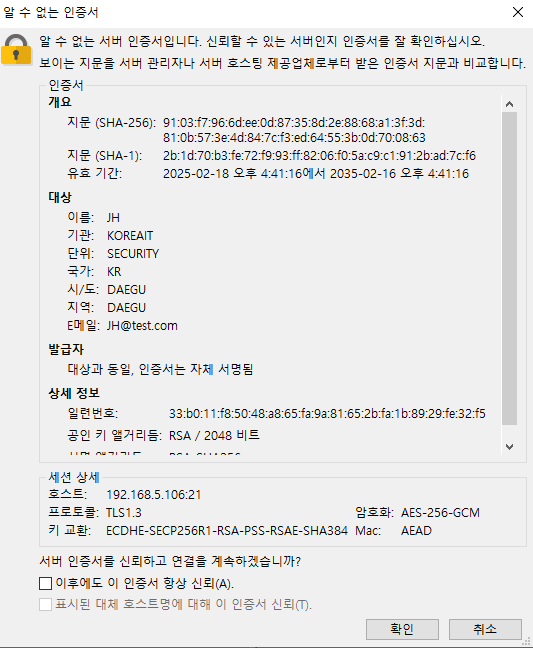 알 수 없는 인증서
알 수 없는 서버 인증서입니다. 신뢰할 수 있는 서버인지 인증서를 잘 확인하십시오.
보이는 지문을 서버 관리자나 서버 호스팅 제공업체로부터 받은 인증서 지문과 비교합니다.
인증서
개요
지문 (SHA-256): 91:03:f7:96:6d:ee:0d:87:35:8d:2e:88:68:a1:3f:3d:
81:0b:57:3e:4d:84:7c:f3:ed:64:55:3b:0d:70:08:63
지문 (SHA-1): 2b:1d:70:b3:fe:72:f9:93:ff:82:06:f0:5a:c9:c1:91:2b:ad:7c:f6
유효 기간: 2025-02-18 오후 4:41:16에서 2035-02-16 오후 4:41:16
대상
이름: JH
기관: KOREAIT
단위: SECURITY
국가: KR
시/도: DAEGU
지역: DAEGU
E메일: JH@test.com
발급자
대상과 동일, 인증서는 자체 서명됨
상세 정보
일련번호: 33:b0:11:f8:50:48:a8:65:fa:9a:81:65:2b:fa:1b:89:29:fe:32:f5
공인 키 앨거리듬: RSA / 2048 비트
서명 앨거리듬: RSA-SHA256
세션 상세
호스트: 192.168.5.106:21
프로토콜: TLS1.3 암호화: AES-256-GCM
키 교환: ECDHE-SECP256R1-RSA-PSS-RSAE-SHA384 Mac: AEAD
서버 인증서를 신뢰하고 연결을 계속하겠습니까?
이후에도 이 인증서 항상 신뢰(A).
표시된 대체 호스트명에 대해 이 인증서 신뢰(T).
확인 취소